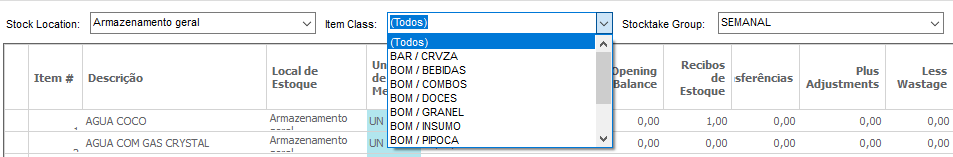 Stock Location: Armazenamento geral Item Class: (Todos) Stocktake Group: SEMANAL
(Todos)
BAR / CRVZA
BOM / BEBIDAS
BOM / COMBOS
BOM / DOCES
BOM / GRANEL
BOM / INSUMO
BOM / PIPOCA
Item # Descrição Local de Estoque Un de Me Opening Balance Recibos de Estoque sferências Plus Adjustments Less Wastage
1 AGUA COCO Armazenamento geral UN 0,00 1,00 0,00 0,00 0,00
2 AGUA COM GAS CRYSTAL Armazenamento UN 0,00 0,00 0,00 0,00 0,00